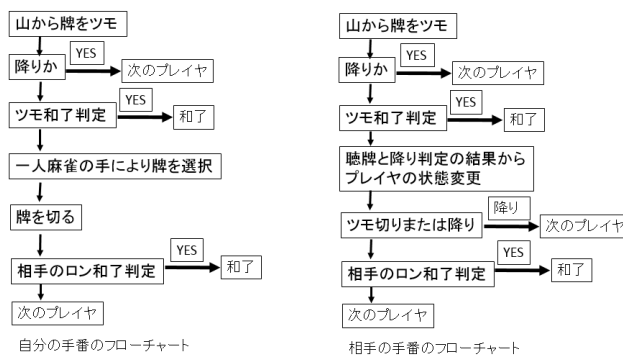 山から牌をツモ
降りか
YES
次のプレイヤ
ツモ和了判定
YES
和了
一人麻雀の手により牌を選択
牌を切る
相手のロン和了判定
YES
和了
次のプレイヤ
自分の手番のフローチャート
山から牌をツモ
降りか
YES
次のプレイヤ
ツモ和了判定
YES
和了
聴牌と降り判定の結果から
プレイヤの状態変更
ツモ切りまたは降り
降り
次のプレイヤ
相手のロン和了判定
YES
和了
次のプレイヤ
相手の手番のフローチャート